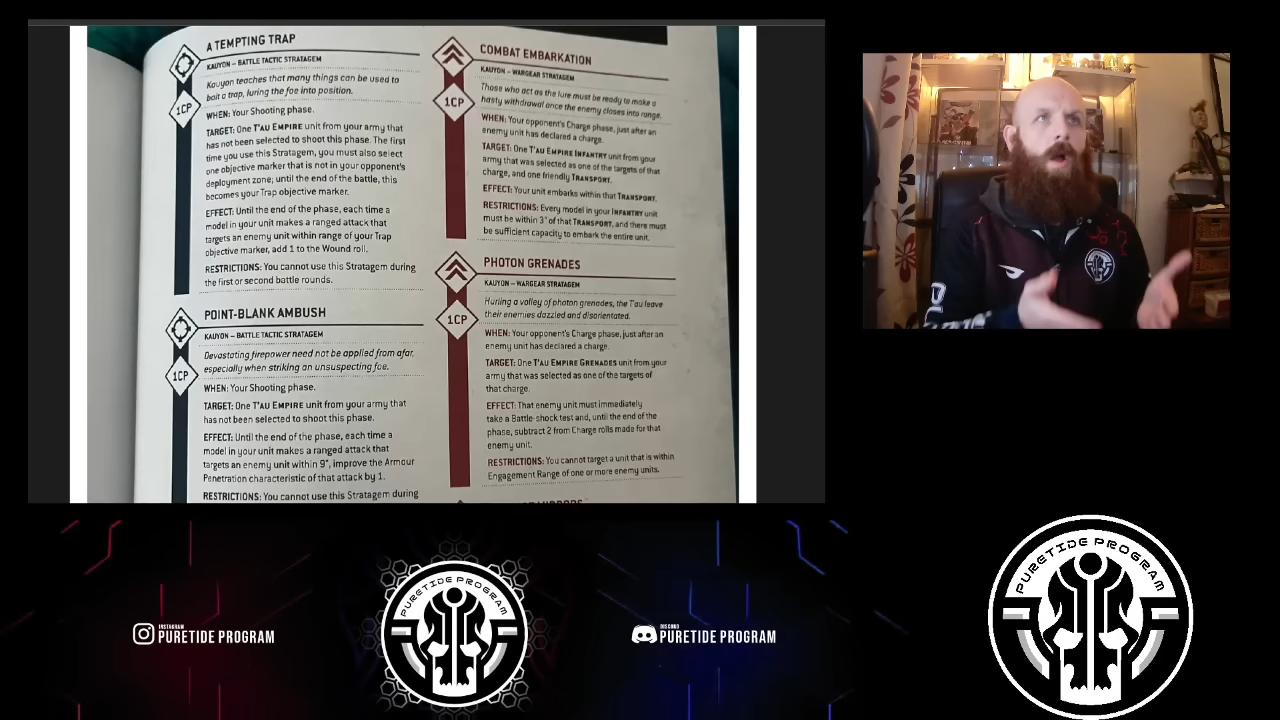 A TEMPTING TRAP
KAUYON – BATTLE TACTIC STRATAGEM
Kauyon teaches that many things can be used to
bait a trap, luring the foe into position.
1CP
WHEN: Your Shooting phase.
TARGET: One T'AU EMPIRE unit from your army that
has not been selected to shoot this phase. The first
time you use this Stratagem, you must also select
one objective marker that is not in your opponent's
deployment zone; until the end of the battle, this
becomes your Trap objective marker.
EFFECT: Until the end of the phase, each time a
model in your unit makes a ranged attack that
targets an enemy unit within range of your Trap
objective marker, add 1 to the Wound roll.
RESTRICTIONS: You cannot use this Stratagem during
the first or second battle rounds.
POINT-BLANK AMBUSH
KAUYON – BATTLE TACTIC STRATAGEM
Devastating firepower need not be applied from afar,
especially when striking an unsuspecting foe.
1CP
WHEN: Your Shooting phase.
TARGET: One T'AU EMPIRE unit from your army that
has not been selected to shoot this phase.
EFFECT: Until the end of the phase, each time a
model in your unit makes a ranged attack that
targets an enemy unit within 9", improve the Armour
Penetration characteristic of that attack by 1.
RESTRICTIONS: You cannot use this Stratagem during
COMBAT EMBARKATION
KAUYON – WARGEAR STRATAGEM
Those who act as the lure must be ready to make a
hasty withdrawal once the enemy closes into range.
1CP
WHEN: Your opponent's Charge phase, just after an
enemy unit has declared a charge.
TARGET: One T'AU EMPIRE INFANTRY unit from your
army that was selected as one of the targets of that
charge, and one friendly TRANSPORT.
EFFECT: Your unit embarks within that TRANSPORT.
RESTRICTIONS: Every model in your INFANTRY unit
must be within 3" of that TRANSPORT, and there must
be sufficient capacity to embark the entire unit.
PHOTON GRENADES
KAUYON – WARGEAR STRATAGEM
Hurling a volley of photon grenades, the T'au leave
their enemies dazzled and disorientated.
1CP
WHEN: Your opponent's Charge phase, just after an
enemy unit has declared a charge.
TARGET: One T'AU EMPIRE GRENADES unit from your
army that was selected as one of the targets of
that charge.
EFFECT: That enemy unit must immediately
take a Battle-shock test and, until the end of the
phase, subtract 2 from Charge rolls made for that
enemy unit.
RESTRICTIONS: You cannot target a unit that is within
Engagement Range of one or more enemy units.
INSTAGRAM
PURETIDE PROGRAM
PURETIDE PROGRAM
DISCORD
PURETIDE PROGRAM
PURETIDE PROGRAM